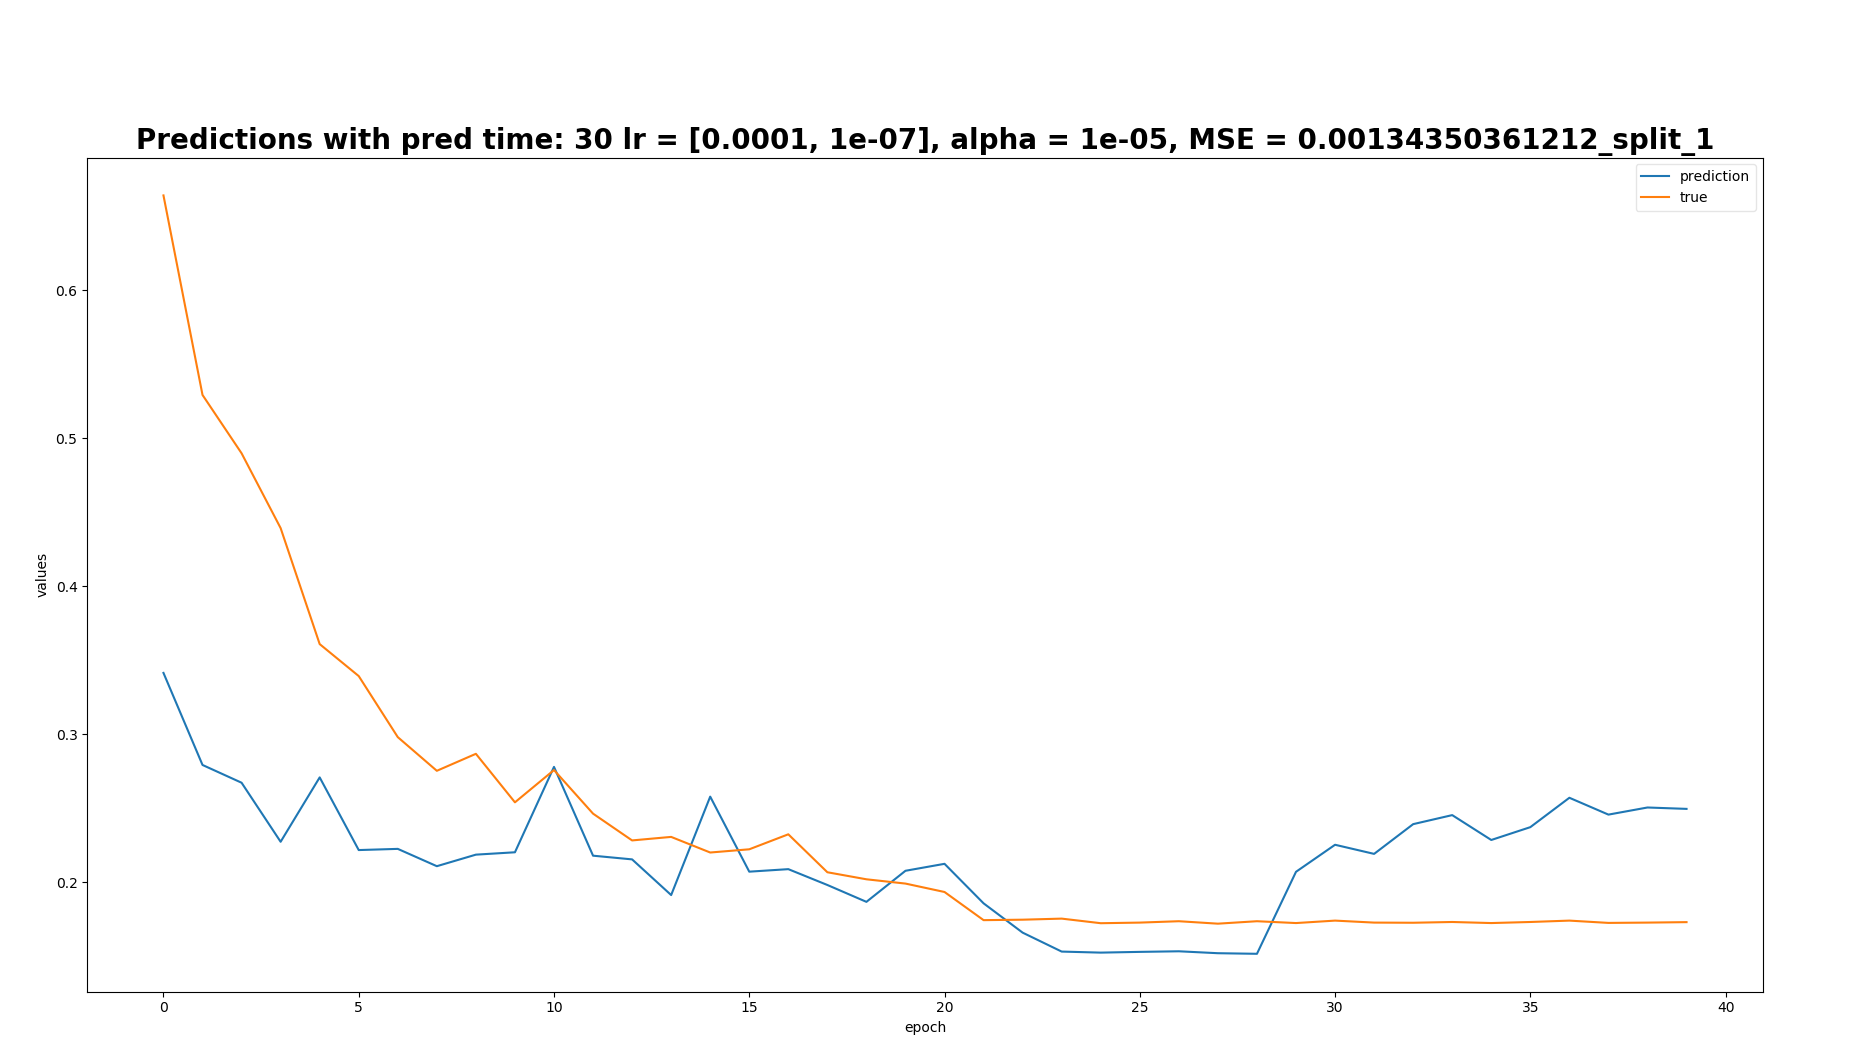 Predictions with pred time: 30 lr = [0.0001, 1e-07], alpha = 1e-05, MSE = 0.00134350361212_split_1
prediction
true
0.6
0.5
0.4
0.3
0.2
values
0 5 10 15 20 25 30 35 40
epoch